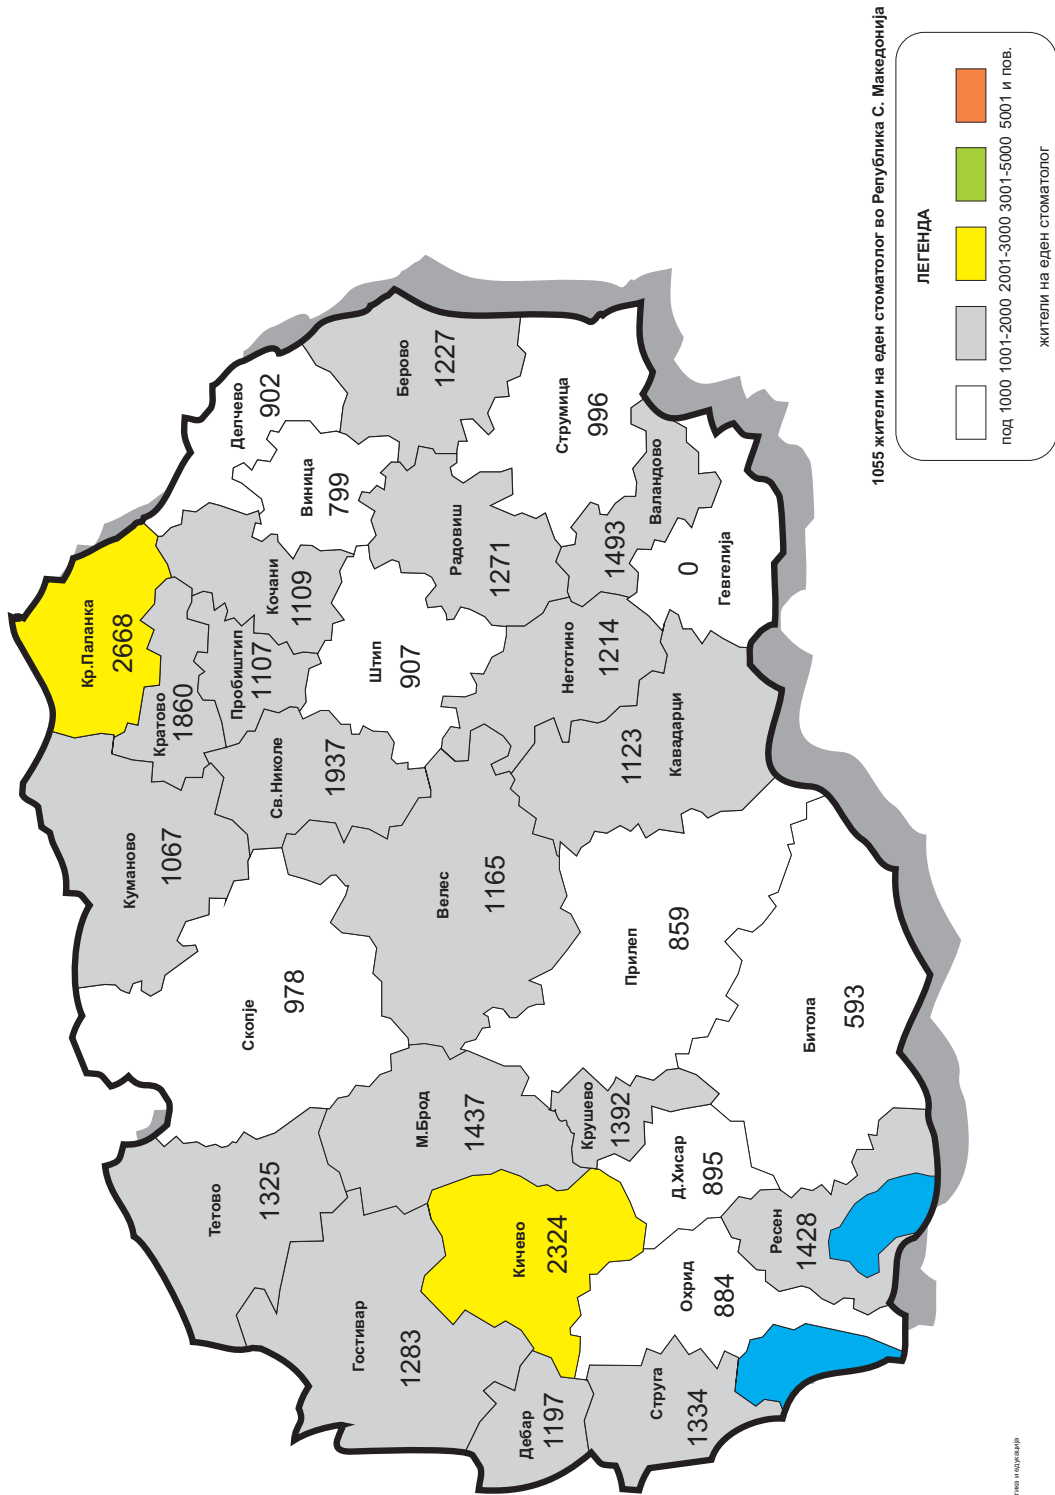 1055 жители на еден стоматолог во Република С. Македонија
ЛЕГЕНДА
под 1000
1001-2000
2001-3000
3001-5000
5001 и пов.
жители на еден стоматолог
Кр.Паланка
2668
Куманово
1067
Кратово
1860
Пробиштип
1107
Кочани
1109
Делчево
902
Виница
799
Берово
1227
Св.Николе
1937
Штип
907
Радовиш
1271
Струмица
996
Валандово
1493
Гевгелија
0
Неготино
1214
Кавадарци
1123
Велес
1165
Скопје
978
Прилеп
859
Битола
593
Тетово
1325
М.Брод
1437
Крушево
1392
Д.Хисар
895
Ресен
1428
Гостивар
1283
Кичево
2324
Охрид
884
Дебар
1197
Струга
1334
тика и едукација